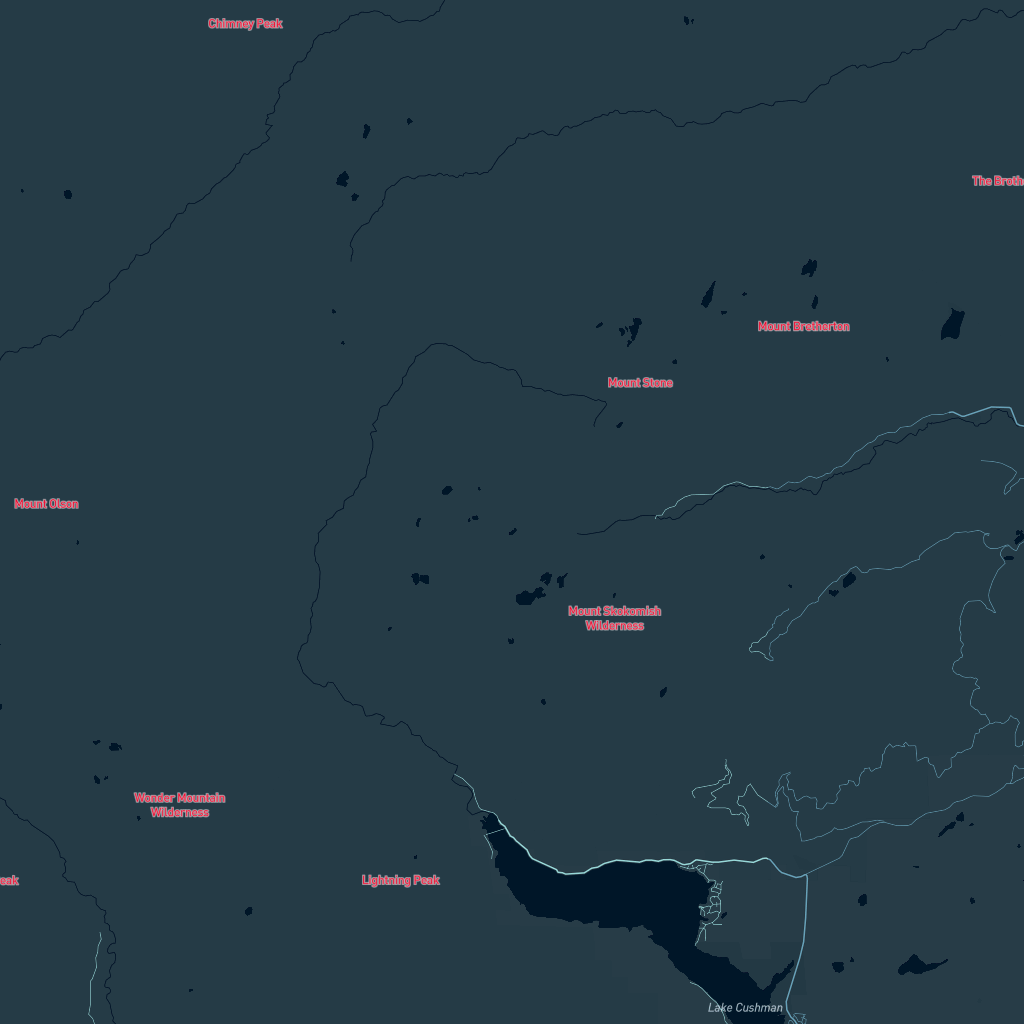 Chimney Peak
The Brothe
Mount Brotherton
Mount Stone
Mount Olson
Mount Skokomish
Wilderness
Wonder Mountain
Wilderness
Lightning Peak
eak
Lake Cushman